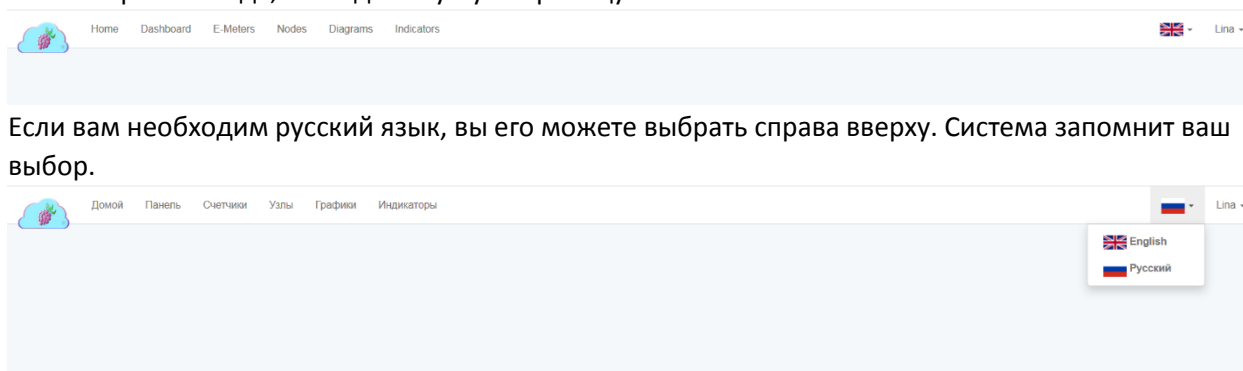 Home Dashboard E-Meters Nodes Diagrams Indicators Lina
Если вам необходим русский язык, вы его можете выбрать справа вверху. Система запомнит ваш
выбор.
Домой Панель Счетчики Узлы Графики Индикаторы Lina
English
Русский